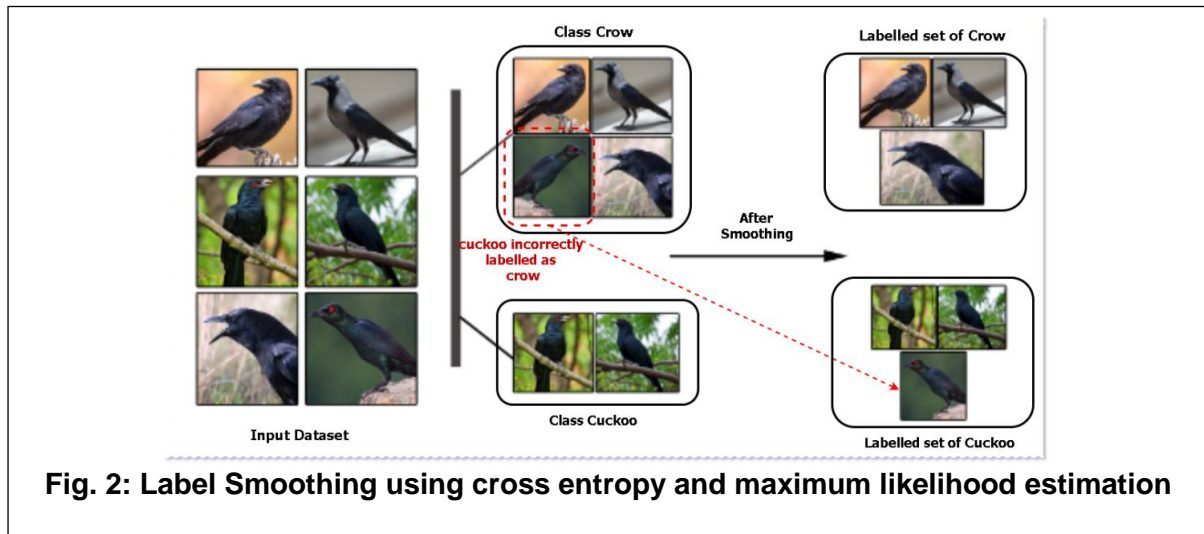 Class Crow
Labelled set of Crow
cuckoo incorrectly
labelled as
crow
After
Smoothing
Input Dataset
Class Cuckoo
Labelled set of Cuckoo
Fig. 2: Label Smoothing using cross entropy and maximum likelihood estimation